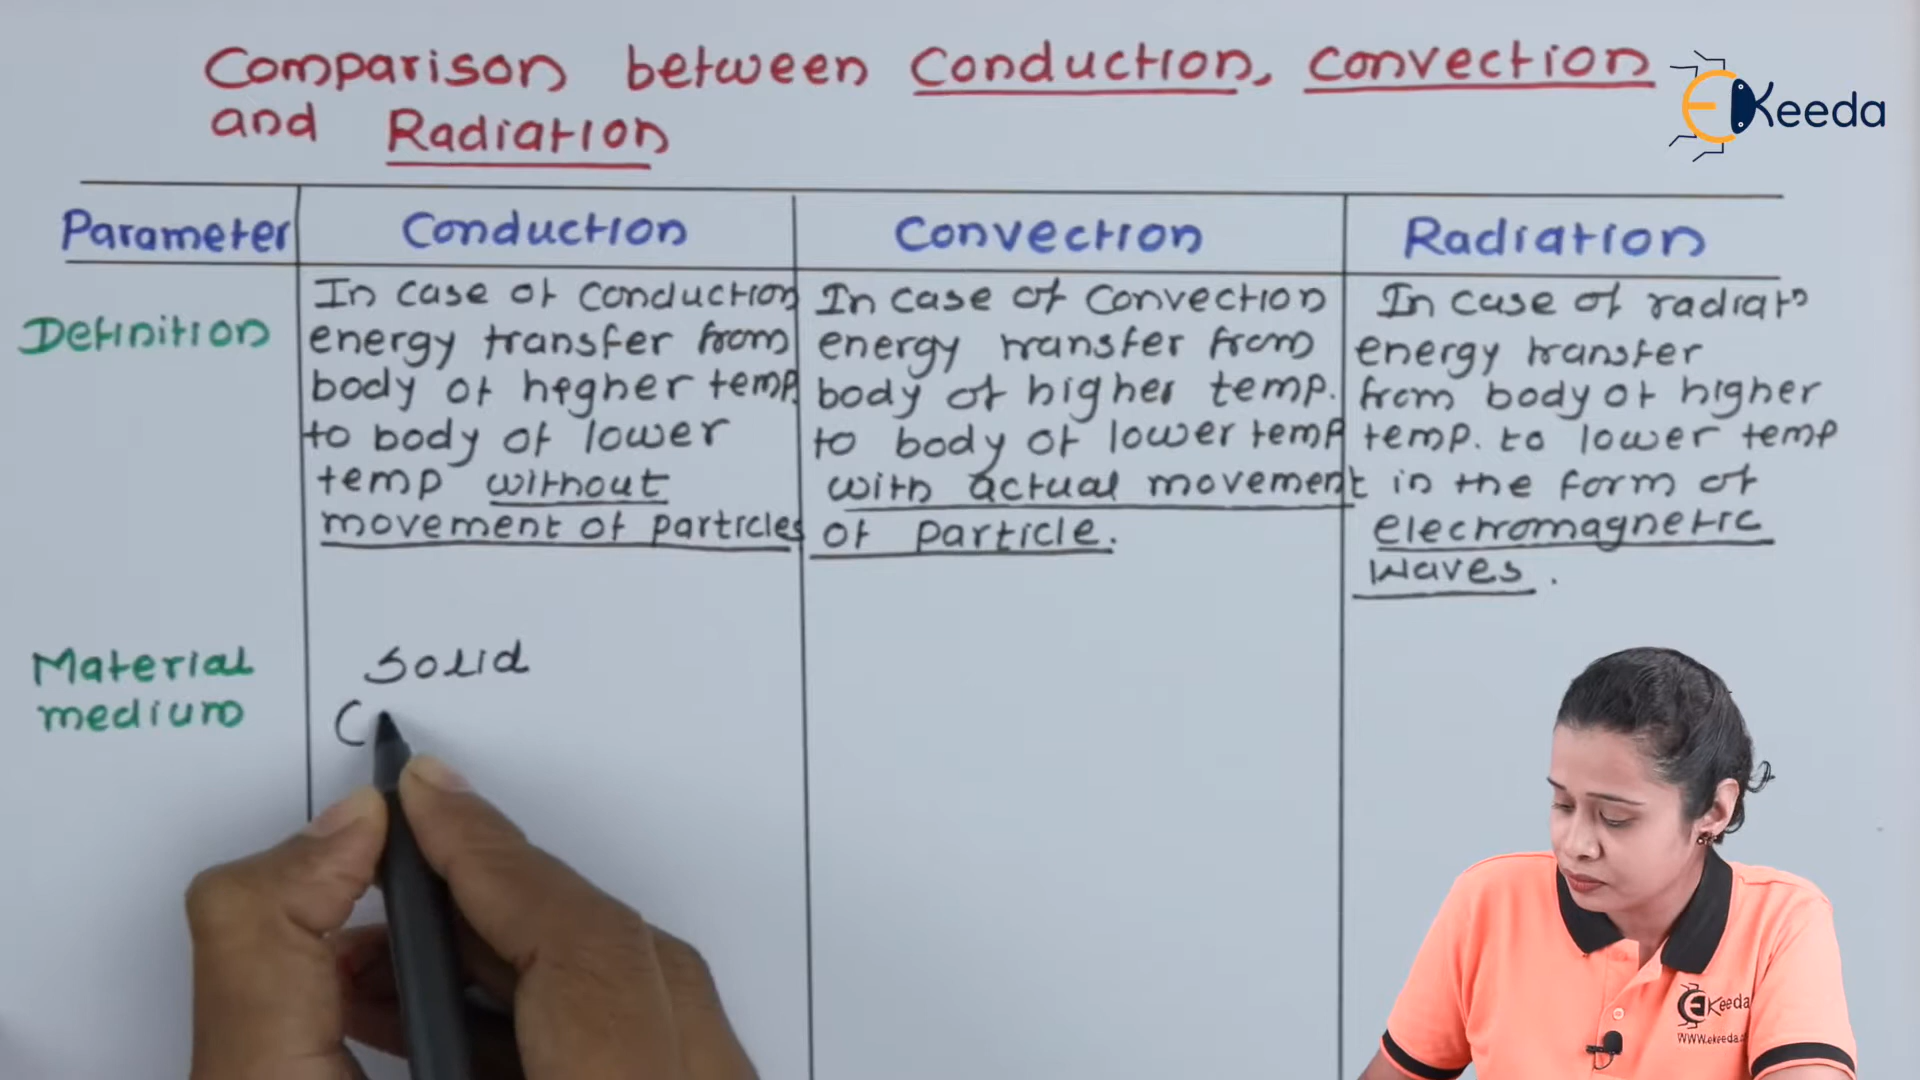 Comparison between Conduction, convection
and Radiation
EKeeda
Parameter Conduction Convection Radiation
Definition
In case of conduction
energy transfer from
body of higher temp.
to body of lower
temp without
movement of particles
In case of Convection
energy transfer from
body of higher temp.
to body of lower temp
with actual movement
of particle.
In case of radiatn
energy transfer
from body of higher
temp. to lower temp
in the form of
electromagnetic
waves.
Material
medium
Solid
(
EKeeda